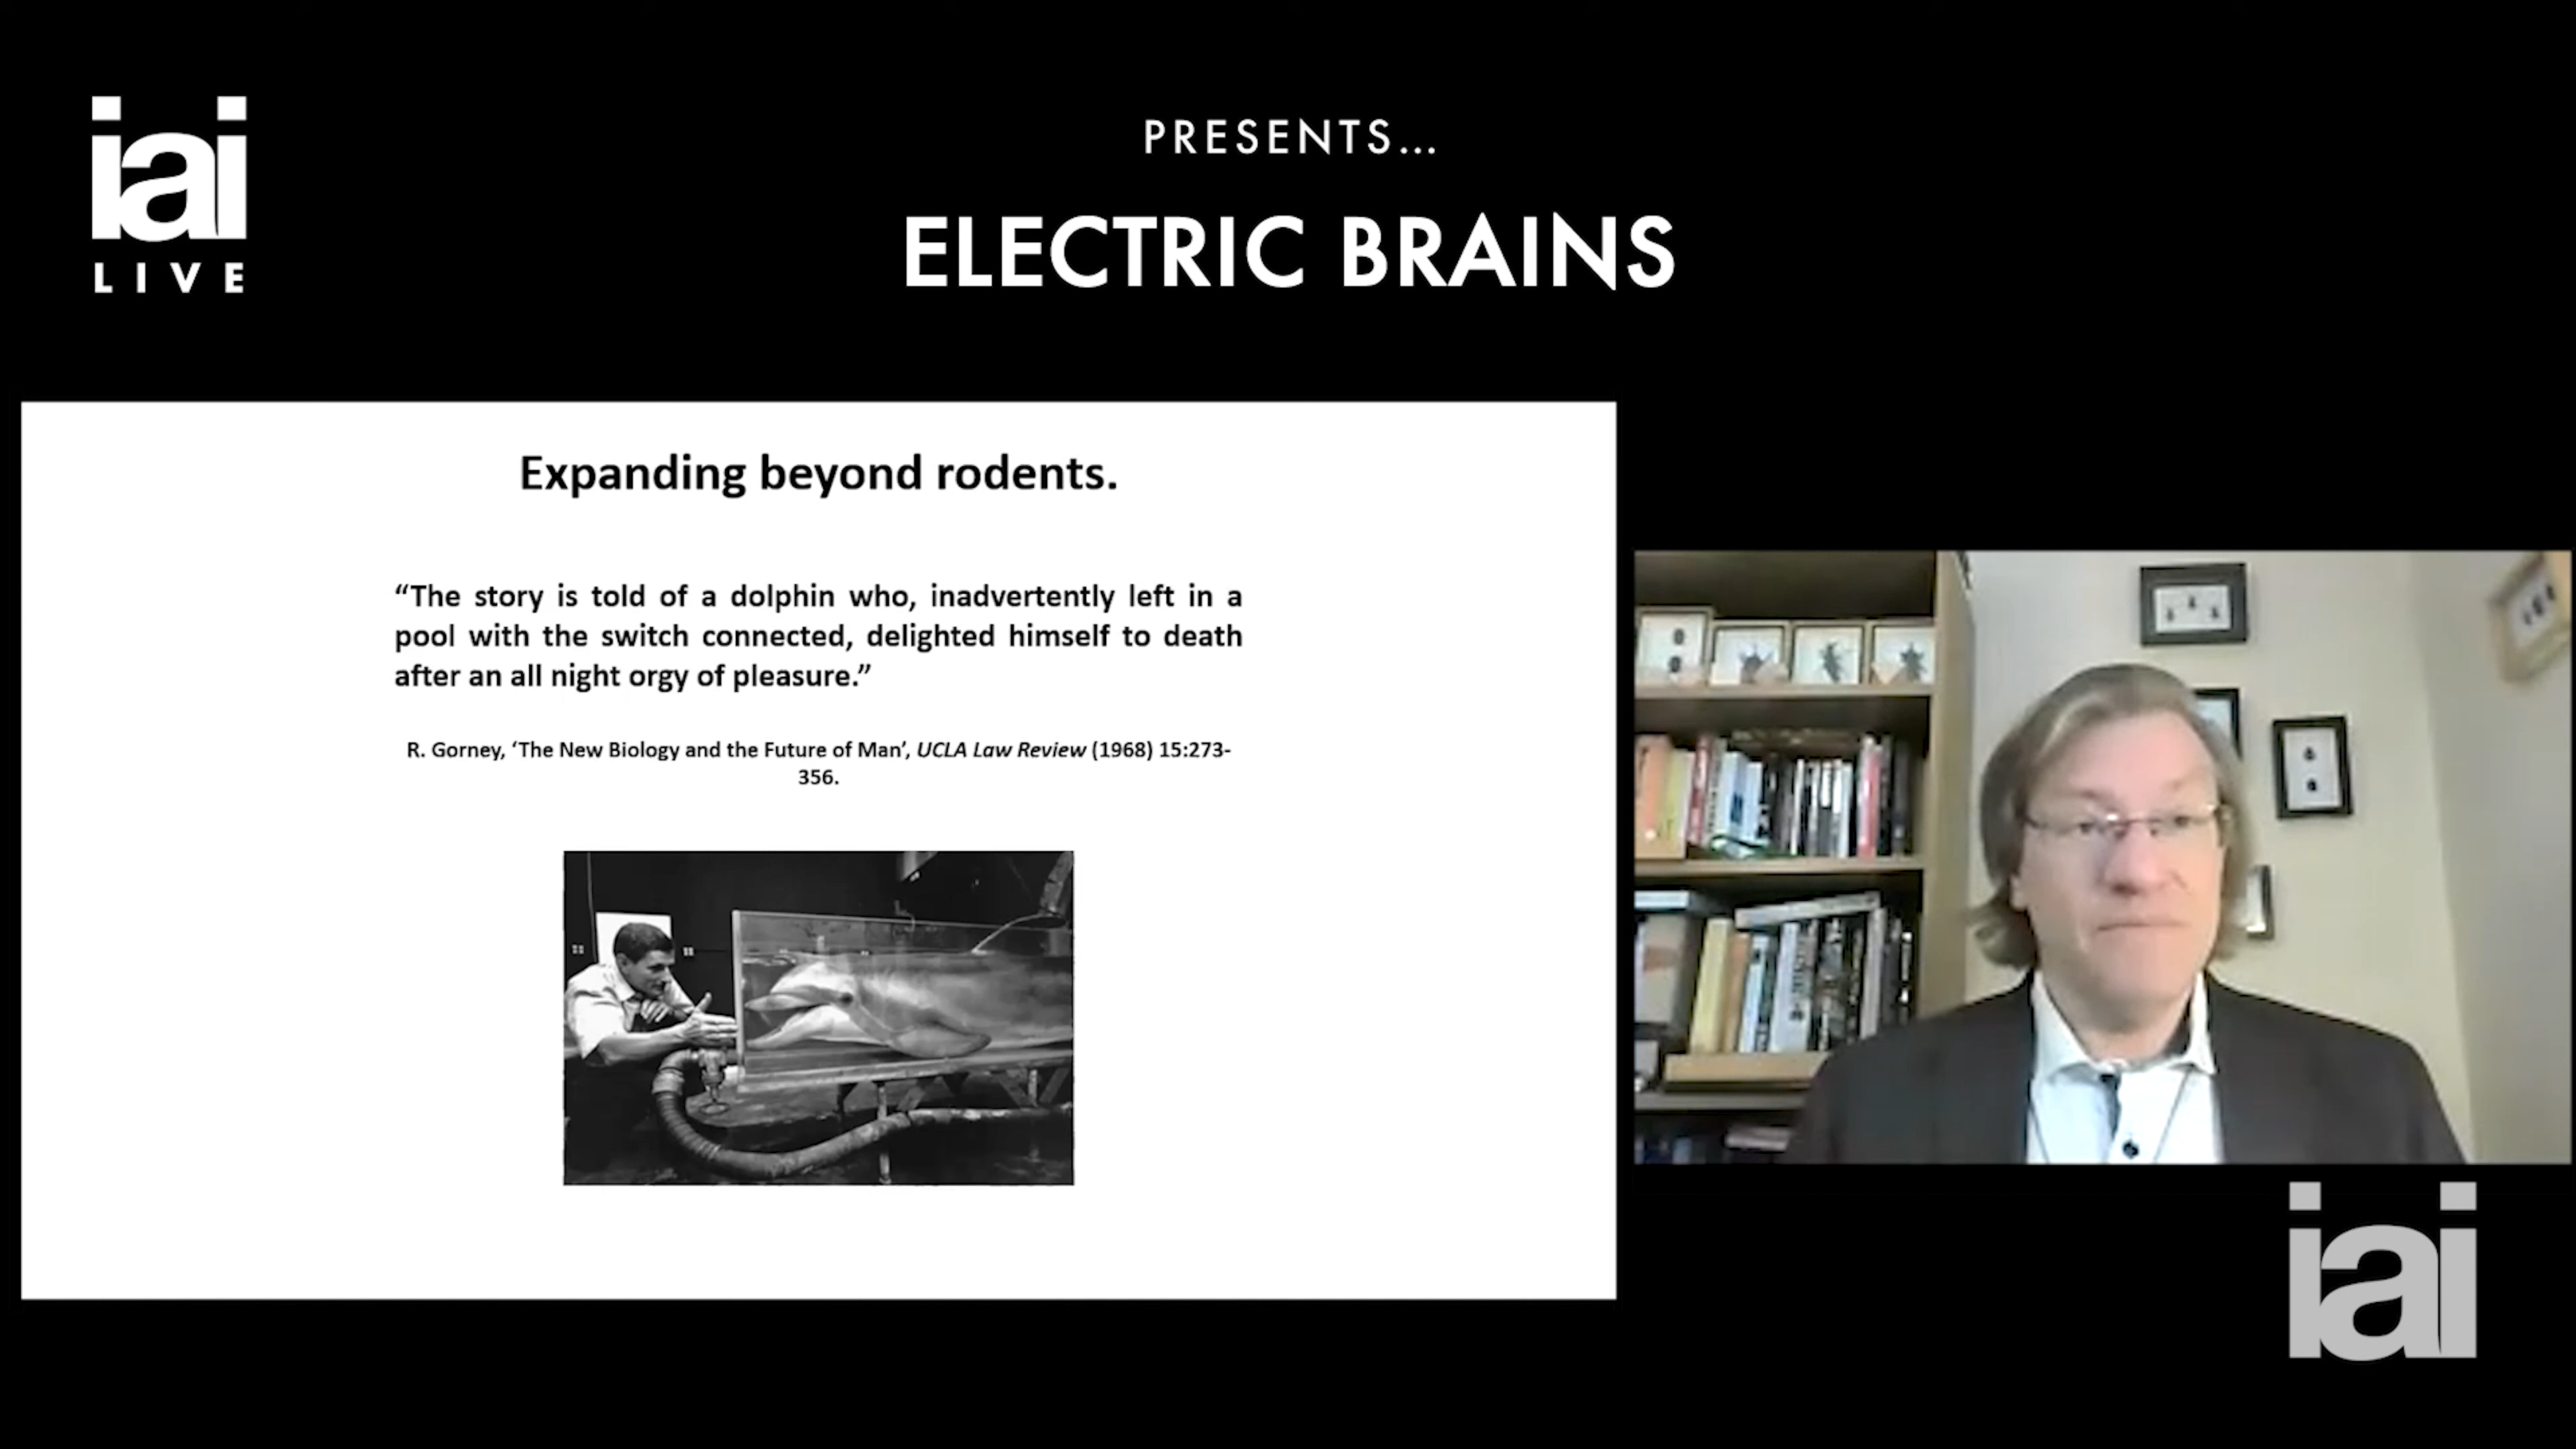 iai
LIVE
PRESENTS...
ELECTRIC BRAINS
Expanding beyond rodents.
“The story is told of a dolphin who, inadvertently left in a
pool with the switch connected, delighted himself to death
after an all night orgy of pleasure.”
R. Gorney, ‘The New Biology and the Future of Man’, UCLA Law Review (1968) 15:273-
356.
iai